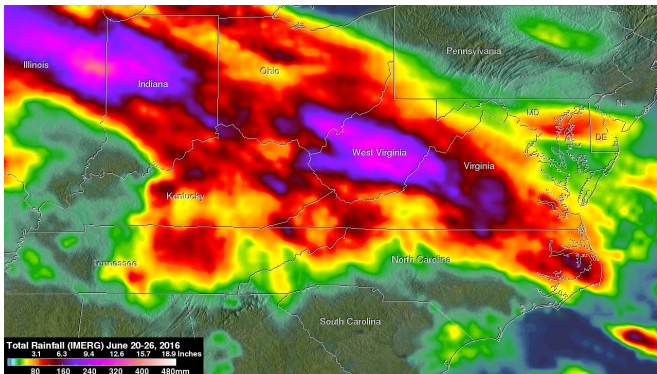 Pennsylvania
Illinois
Ohio
Indiana
NJ
MD
DE
West Virginia
Virginia
Kentucky
Tennessee
North Carolina
South Carolina
Total Rainfall (IMERG) June 20-26, 2016
3.1 6.3 9.4 12.6 15.7 18.9 inches
80 160 240 320 400 480mm